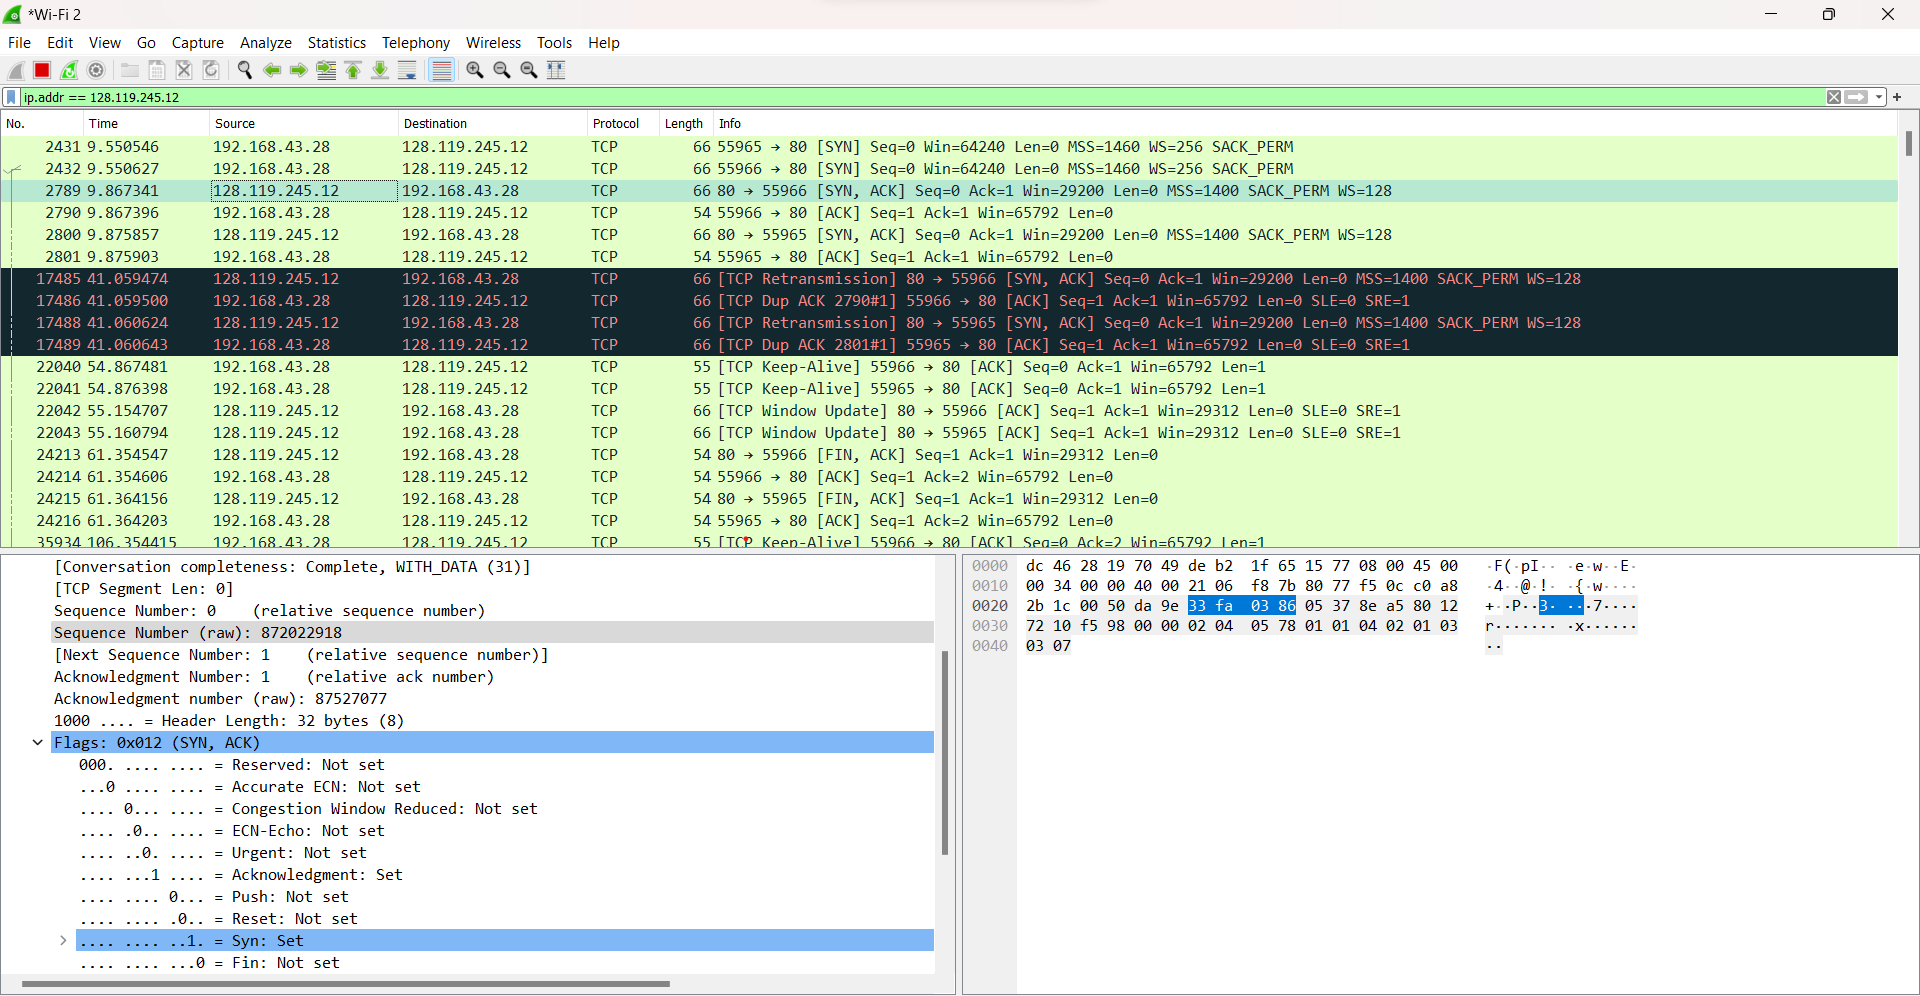 *Wi-Fi 2
File Edit View Go Capture Analyze Statistics Telephony Wireless Tools Help
ip.addr == 128.119.245.12
No. Time Source Destination Protocol Length Info
2431 9.550546 192.168.43.28 128.119.245.12 TCP 66 55965 → 80 [SYN] Seq=0 Win=64240 Len=0 MSS=1460 WS=256 SACK_PERM
2432 9.550627 192.168.43.28 128.119.245.12 TCP 66 55966 → 80 [SYN] Seq=0 Win=64240 Len=0 MSS=1460 WS=256 SACK_PERM
2789 9.867341 128.119.245.12 192.168.43.28 TCP 66 80 → 55966 [SYN, ACK] Seq=0 Ack=1 Win=29200 Len=0 MSS=1400 SACK_PERM WS=128
2790 9.867396 192.168.43.28 128.119.245.12 TCP 54 55966 → 80 [ACK] Seq=1 Ack=1 Win=65792 Len=0
2800 9.875857 128.119.245.12 192.168.43.28 TCP 66 80 → 55965 [SYN, ACK] Seq=0 Ack=1 Win=29200 Len=0 MSS=1400 SACK_PERM WS=128
2801 9.875903 192.168.43.28 128.119.245.12 TCP 54 55965 → 80 [ACK] Seq=1 Ack=1 Win=65792 Len=0
17485 41.059474 128.119.245.12 192.168.43.28 TCP 66 [TCP Retransmission] 80 → 55966 [SYN, ACK] Seq=0 Ack=1 Win=29200 Len=0 MSS=1400 SACK_PERM WS=128
17486 41.059500 192.168.43.28 128.119.245.12 TCP 66 [TCP Dup ACK 2790#1] 55966 → 80 [ACK] Seq=1 Ack=1 Win=65792 Len=0 SLE=0 SRE=1
17488 41.060624 128.119.245.12 192.168.43.28 TCP 66 [TCP Retransmission] 80 → 55965 [SYN, ACK] Seq=0 Ack=1 Win=29200 Len=0 MSS=1400 SACK_PERM WS=128
17489 41.060643 192.168.43.28 128.119.245.12 TCP 66 [TCP Dup ACK 2801#1] 55965 → 80 [ACK] Seq=1 Ack=1 Win=65792 Len=0 SLE=0 SRE=1
22040 54.867481 192.168.43.28 128.119.245.12 TCP 55 [TCP Keep-Alive] 55966 → 80 [ACK] Seq=0 Ack=1 Win=65792 Len=1
22041 54.876398 192.168.43.28 128.119.245.12 TCP 55 [TCP Keep-Alive] 55965 → 80 [ACK] Seq=0 Ack=1 Win=65792 Len=1
22042 55.154707 128.119.245.12 192.168.43.28 TCP 66 [TCP Window Update] 80 → 55966 [ACK] Seq=1 Ack=1 Win=29312 Len=0 SLE=0 SRE=1
22043 55.160794 128.119.245.12 192.168.43.28 TCP 66 [TCP Window Update] 80 → 55965 [ACK] Seq=1 Ack=1 Win=29312 Len=0 SLE=0 SRE=1
24213 61.354547 128.119.245.12 192.168.43.28 TCP 54 80 → 55966 [FIN, ACK] Seq=1 Ack=1 Win=29312 Len=0
24214 61.354606 192.168.43.28 128.119.245.12 TCP 54 55966 → 80 [ACK] Seq=1 Ack=2 Win=65792 Len=0
24215 61.364156 128.119.245.12 192.168.43.28 TCP 54 80 → 55965 [FIN, ACK] Seq=1 Ack=1 Win=29312 Len=0
24216 61.364203 192.168.43.28 128.119.245.12 TCP 54 55965 → 80 [ACK] Seq=1 Ack=2 Win=65792 Len=0
35934 106.354415 192.168.43.28 128.119.245.12 TCP 55 [TCP Keep-Alive] 55966 → 80 [ACK] Seq=0 Ack=2 Win=65792 Len=1
[Conversation completeness: Complete, WITH_DATA (31)]
[TCP Segment Len: 0]
Sequence Number: 0 (relative sequence number)
Sequence Number (raw): 872022918
[Next Sequence Number: 1 (relative sequence number)]
Acknowledgment Number: 1 (relative ack number)
Acknowledgment number (raw): 87527077
1000 .... = Header Length: 32 bytes (8)
Flags: 0x012 (SYN, ACK)
000. .... .... = Reserved: Not set
...0 .... .... = Accurate ECN: Not set
.... 0... .... = Congestion Window Reduced: Not set
.... .0.. .... = ECN-Echo: Not set
.... ..0. .... = Urgent: Not set
.... ...1 .... = Acknowledgment: Set
.... .... 0... = Push: Not set
.... .... .0.. = Reset: Not set
.... .... ..1. = Syn: Set
.... .... ...0 = Fin: Not set
0000 dc 46 28 19 70 49 de b2 1f 65 15 77 08 00 45 00 ·F(·pI·· ·e·w··E·
0010 00 34 00 00 40 00 21 06 f8 7b 80 77 f5 0c c0 a8 ·4··@·!· ·{·w····
0020 2b 1c 00 50 da 9e 33 fa 03 86 05 37 8e a5 80 12 +··P··3· ···7····
0030 72 10 f5 98 00 00 02 04 05 78 01 01 04 02 01 03 r······· ·x······
0040 03 07 ··